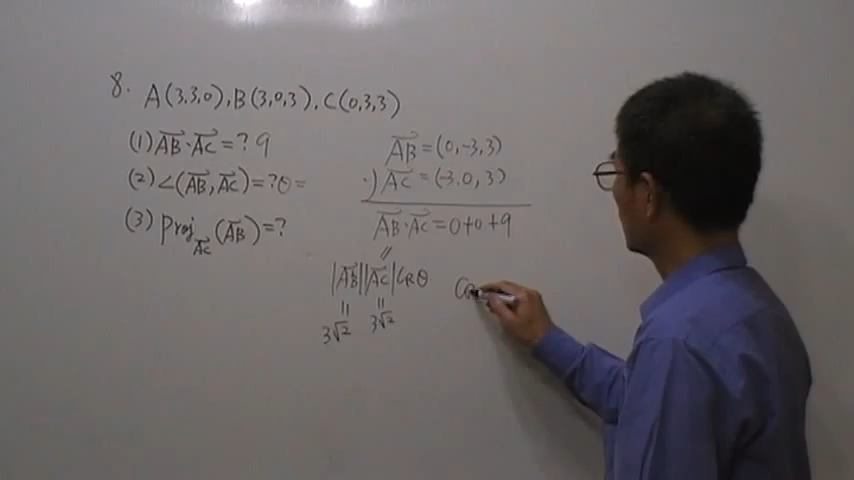 8. A(3,3,0), B(3,0,3), C(0,3,3)
(1) AB⃗·AC⃗=? 9
(2) ∠(AB⃗, AC⃗)=? θ=
(3) Proj_AC⃗ (AB⃗)=?
AB⃗=(0,-3,3)
·) AC⃗=(-3.0,3)
AB⃗·AC⃗=0+0+9
||
|AB⃗||AC⃗|cosθ
|| ||
3√2 3√2
Co